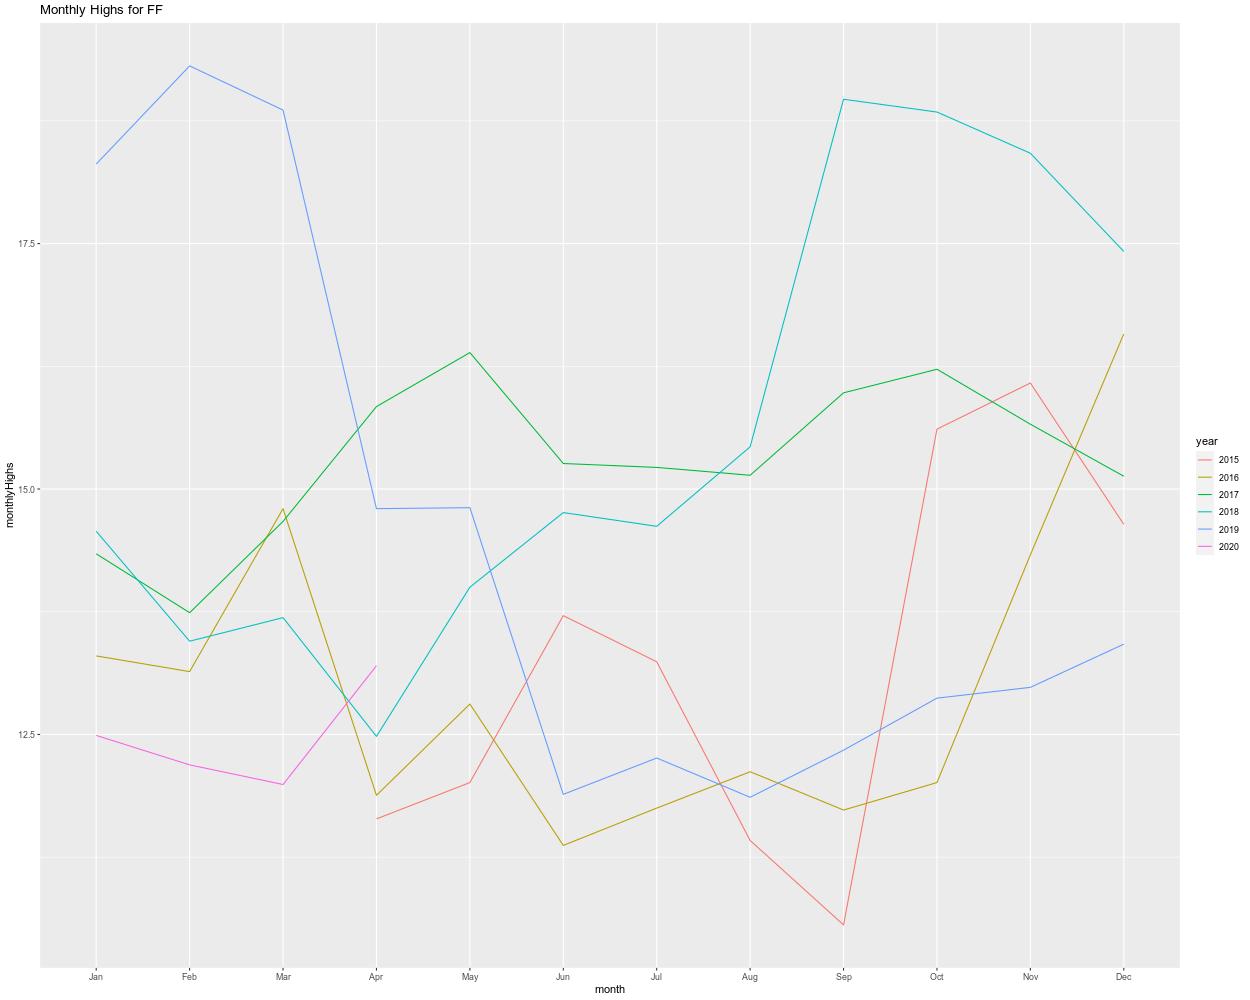 Monthly Highs for FF
monthlyHighs
17.5
15.0
12.5
Jan
Feb
Mar
Apr
May
Jun
Jul
Aug
Sep
Oct
Nov
Dec
month
year
2015
2016
2017
2018
2019
2020